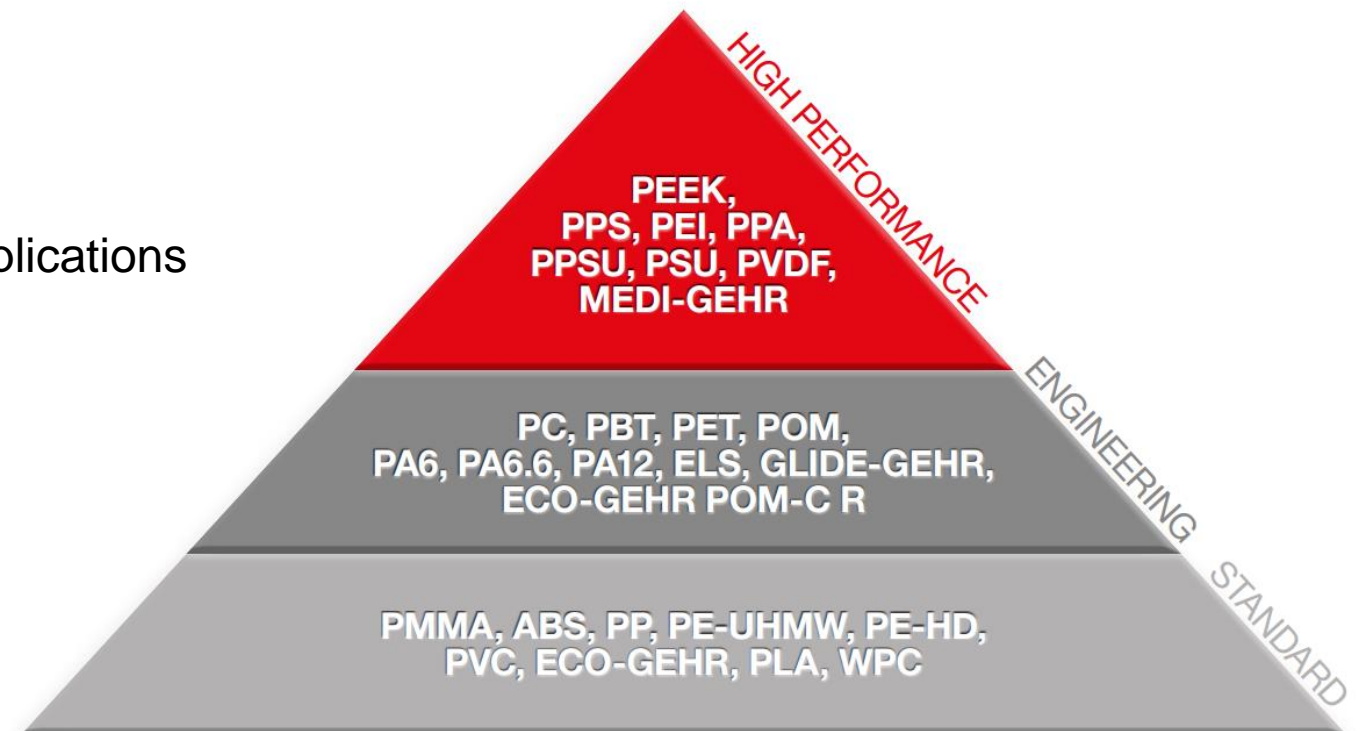 HIGH PERFORMANCE
PEEK,
PPS, PEI, PPA,
PPSU, PSU, PVDF,
MEDI-GEHR
plications
ENGINEERING
PC, PBT, PET, POM,
PA6, PA6.6, PA12, ELS, GLIDE-GEHR,
ECO-GEHR POM-C R
STANDARD
PMMA, ABS, PP, PE-UHMW, PE-HD,
PVC, ECO-GEHR, PLA, WPC